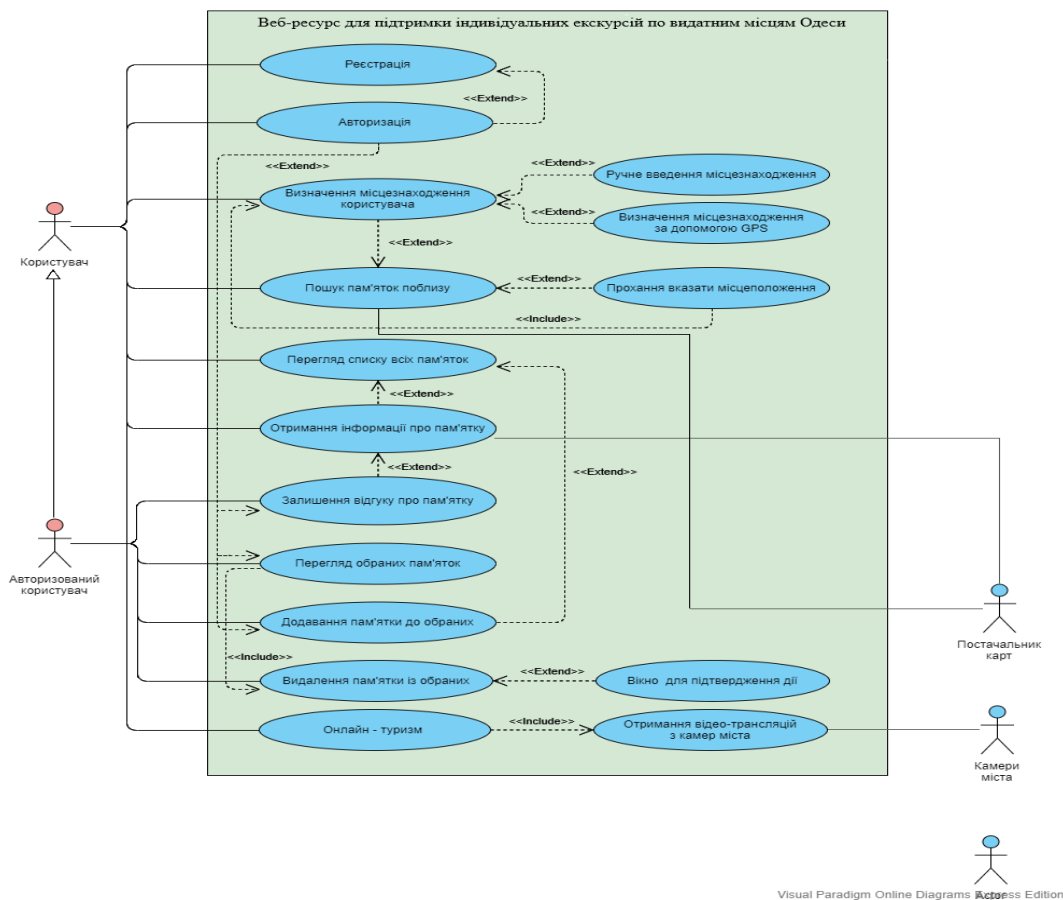 Веб-ресурс для підтримки індивідуальних екскурсій по видатним місцям Одеси
Реєстрація
<<Extend>>
Авторизація
<<Extend>>
<<Extend>>
Ручне введення місцезнаходження
Визначення місцезнаходження
користувача
<<Extend>>
Визначення місцезнаходження
за допомогою GPS
<<Extend>>
Користувач
<<Extend>>
Пошук пам'яток поблизу
Прохання вказати місцеположення
<<Include>>
Перегляд списку всіх пам'яток
<<Extend>>
Отримання інформації про пам'ятку
<<Extend>>
<<Extend>>
Залишення відгуку про пам'ятку
Перегляд обраних пам'яток
Авторизований
користувач
Додавання пам'ятки до обраних
Постачальник
карт
<<Include>>
<<Extend>>
Видалення пам'ятки із обраних
Вікно для підтвердження дії
<<Include>>
Онлайн - туризм
Отримання відео-трансляцій
з камер міста
Камери
міста
Actor
Visual Paradigm Online Diagrams Express Edition